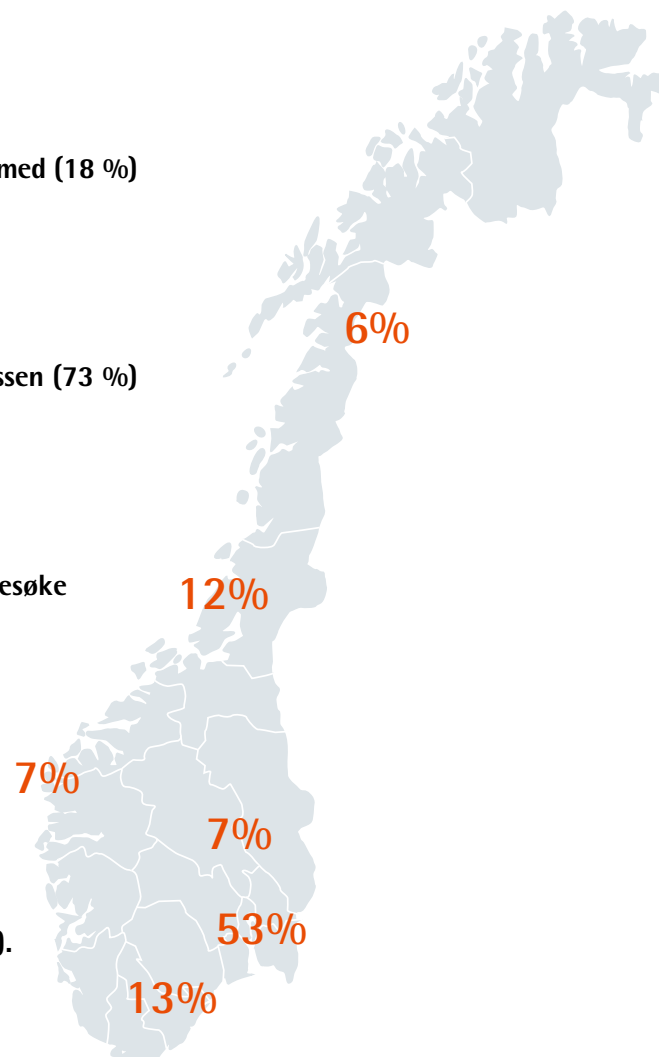 med (18 %)
6%
ssen (73 %)
esøke
12%
7%
7%
53%
).
13%